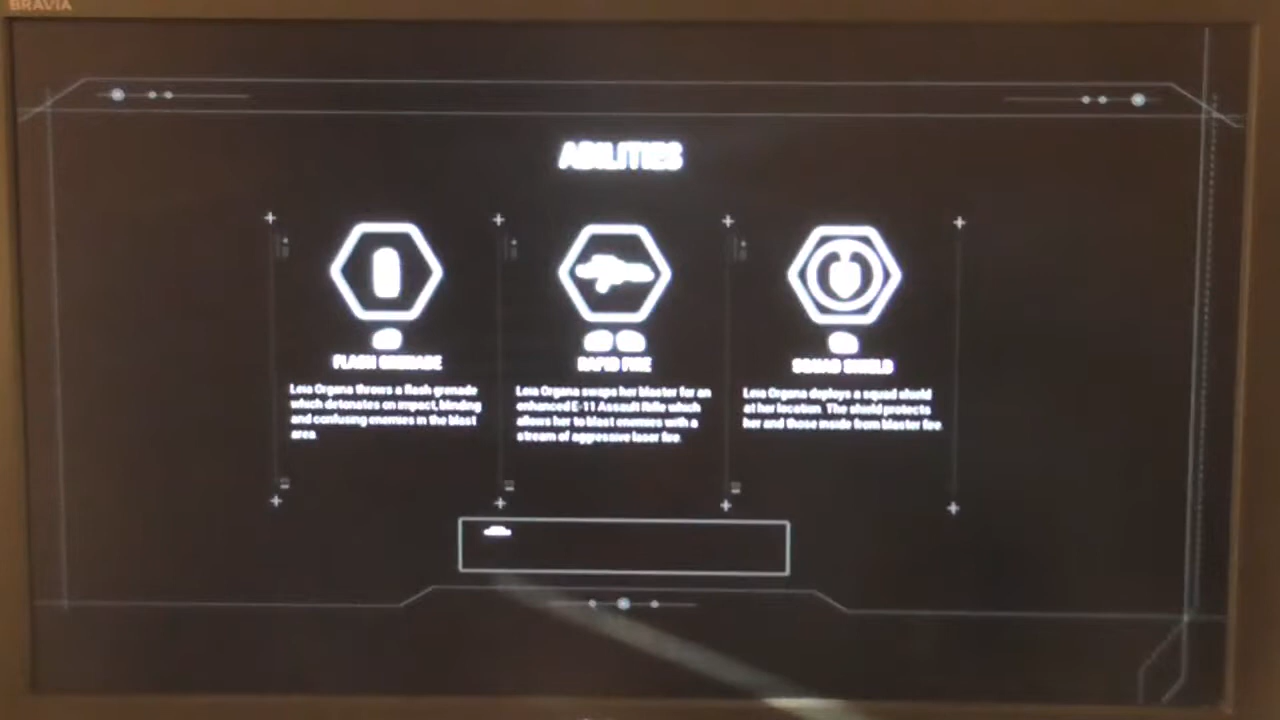 BRAVIA
ABILITIES
FLASH GRENADE
Leia Organa throws a flash grenade
which detonates on impact, blinding
and confusing enemies in the blast
area.
RAPID FIRE
Leia Organa swaps her blaster for an
enhanced E-11 Assault Rifle which
allows her to blast enemies with a
stream of aggressive laser fire.
SQUAD SHIELD
Leia Organa deploys a squad shield
at her location. The shield protects
her and those inside from blaster fire.